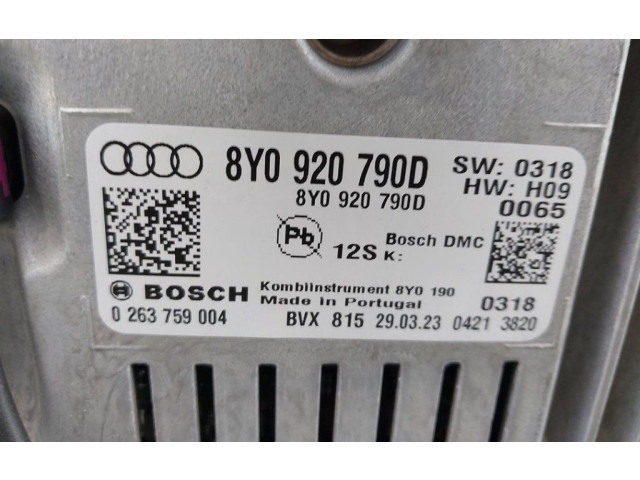 8Y0 920 790D SW: 0318
8Y0 920 790D HW: H09
0065
Pb 12S Bosch DMC
K:
Kombiinstrument 8Y0 190
BOSCH Made in Portugal 0318
0 263 759 004 BVX 815 29.03.23 0421 3820